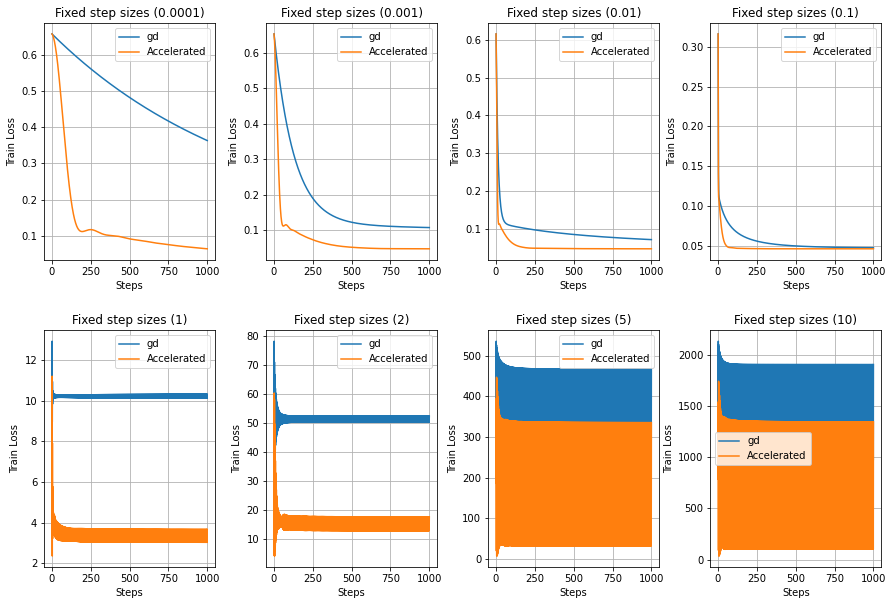 Fixed step sizes (0.0001)
Train Loss
0.6
0.5
0.4
0.3
0.2
0.1
gd
Accelerated
0 250 500 750 1000
Steps
Fixed step sizes (0.001)
Train Loss
0.6
0.5
0.4
0.3
0.2
0.1
gd
Accelerated
0 250 500 750 1000
Steps
Fixed step sizes (0.01)
Train Loss
0.6
0.5
0.4
0.3
0.2
0.1
gd
Accelerated
0 250 500 750 1000
Steps
Fixed step sizes (0.1)
Train Loss
0.30
0.25
0.20
0.15
0.10
0.05
gd
Accelerated
0 250 500 750 1000
Steps
Fixed step sizes (1)
Train Loss
12
10
8
6
4
2
gd
Accelerated
0 250 500 750 1000
Steps
Fixed step sizes (2)
Train Loss
80
70
60
50
40
30
20
10
gd
Accelerated
0 250 500 750 1000
Steps
Fixed step sizes (5)
Train Loss
500
400
300
200
100
0
gd
Accelerated
0 250 500 750 1000
Steps
Fixed step sizes (10)
Train Loss
2000
1750
1500
1250
1000
750
500
250
0
gd
Accelerated
0 250 500 750 1000
Steps